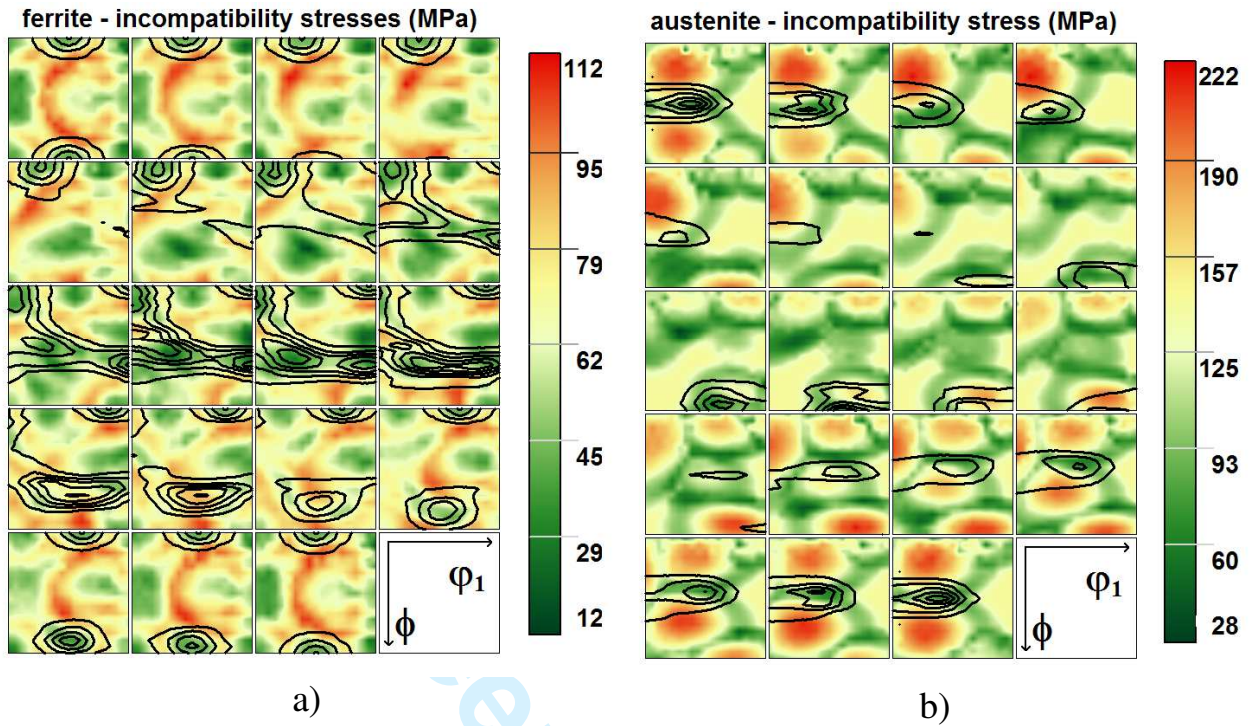 ferrite - incompatibility stresses (MPa)
112
95
79
62
45
29
12
φ1
ϕ
a)
austenite - incompatibility stress (MPa)
222
190
157
125
93
60
28
φ1
ϕ
b)